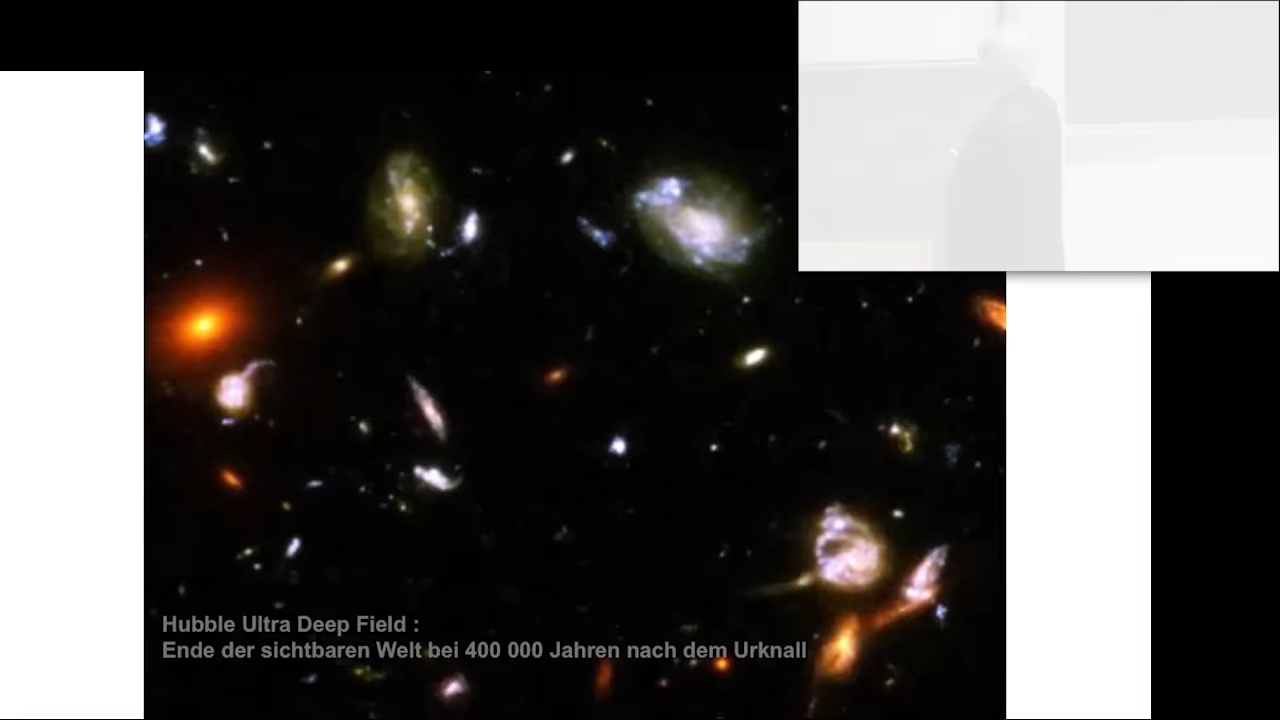 Hubble Ultra Deep Field :
Ende der sichtbaren Welt bei 400 000 Jahren nach dem Urknall